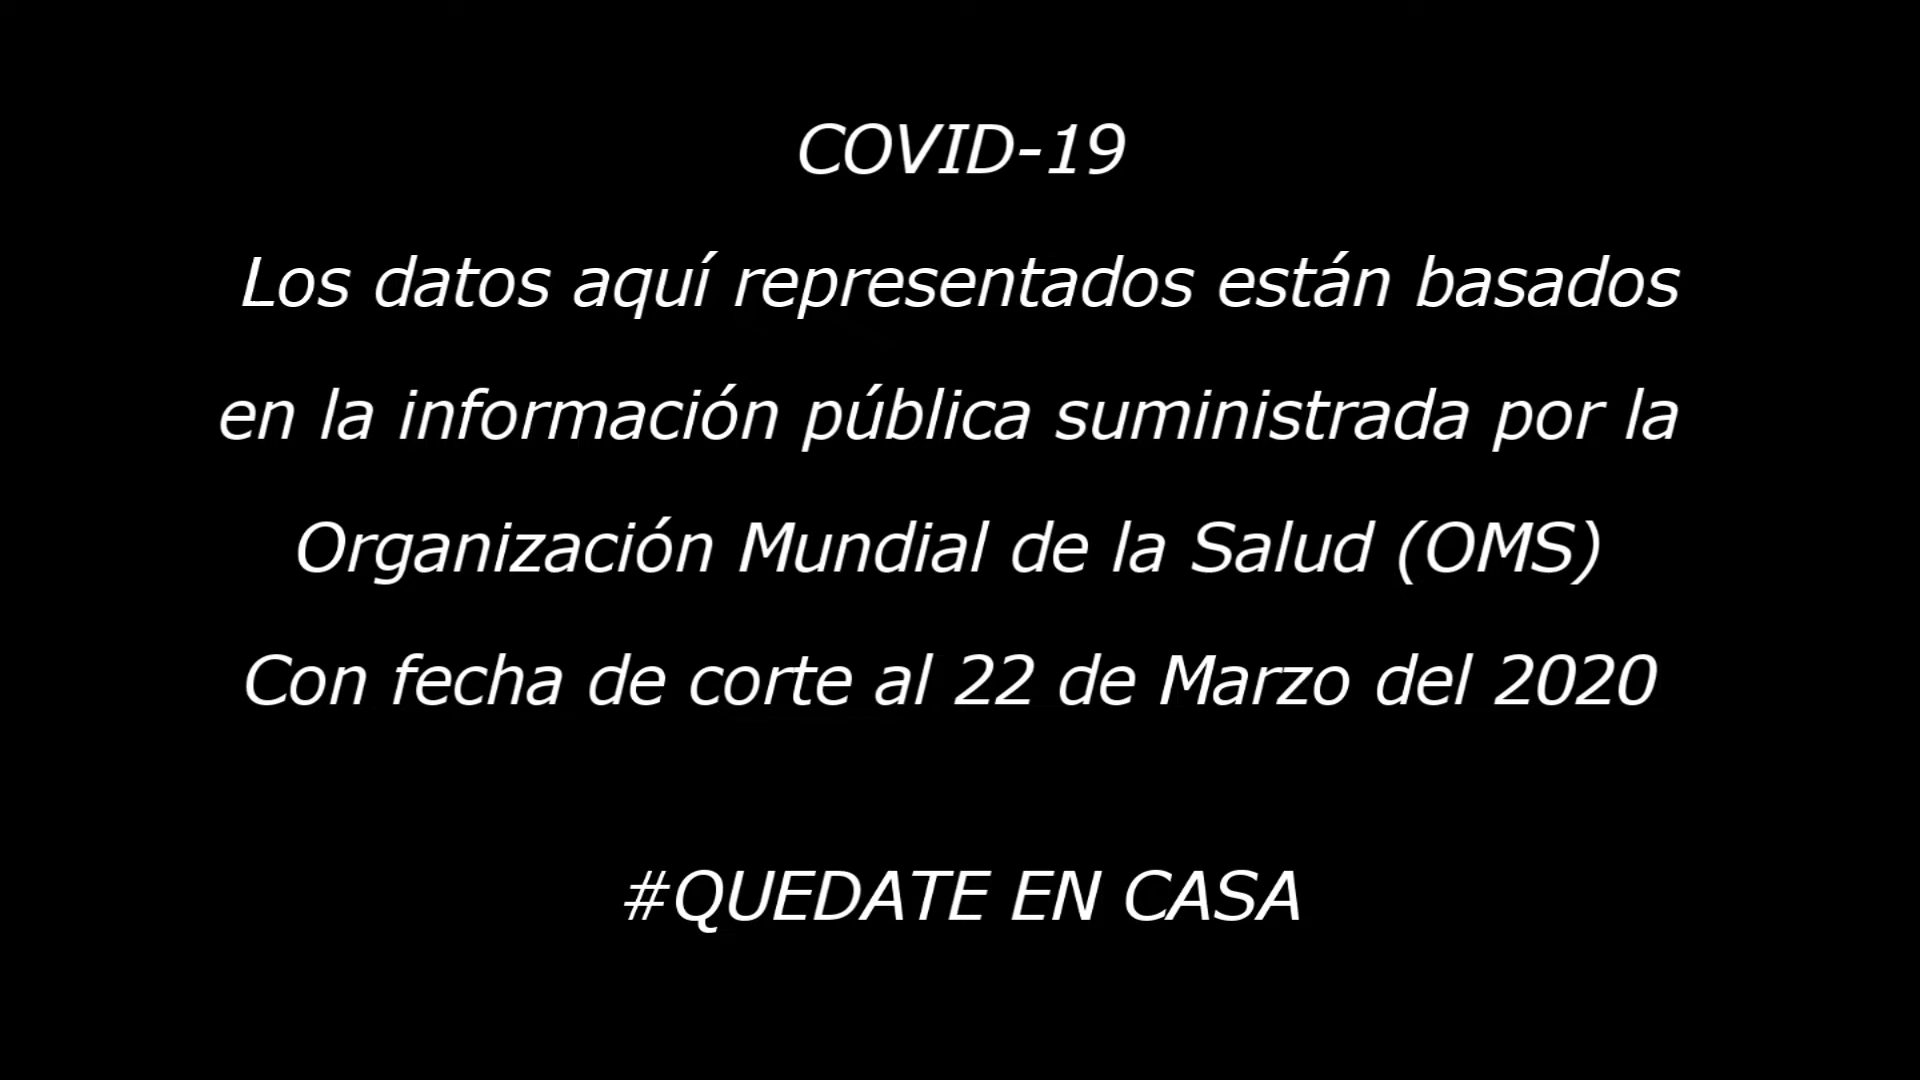 COVID-19
Los datos aquí representados están basados
en la información pública suministrada por la
Organización Mundial de la Salud (OMS)
Con fecha de corte al 22 de Marzo del 2020
#QUEDATE EN CASA